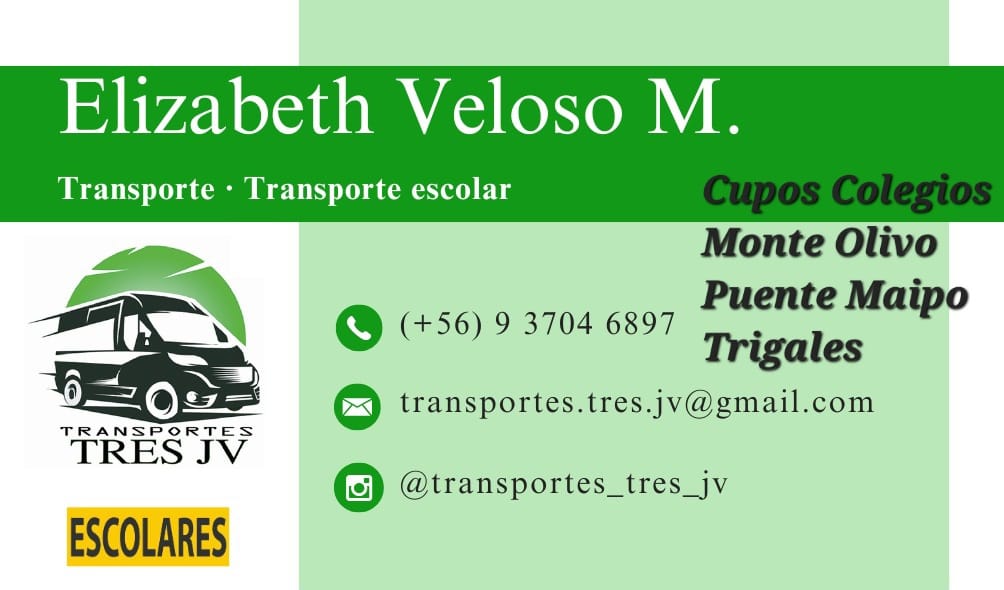 Elizabeth Veloso M.
Transporte · Transporte escolar
Cupos Colegios
Monte Olivo
Puente Maipo
Trigales
(+56) 9 3704 6897
transportes.tres.jv@gmail.com
@transportes_tres_jv
TRANSPORTES
TRES JV
ESCOLARES